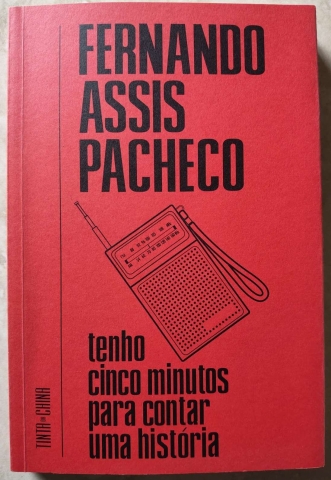 FERNANDO
ASSIS
PACHECO
tenho
cinco minutos
para contar
uma história
TINTA DA CHINA